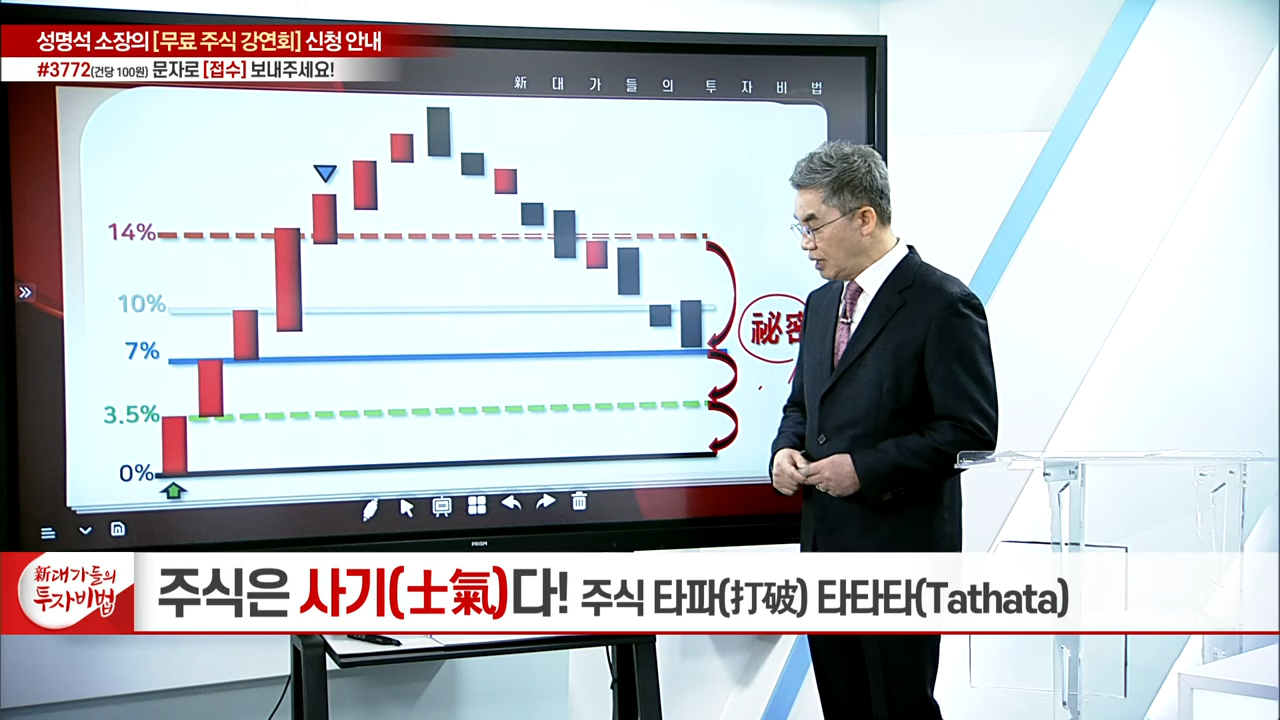 성명석 소장의 [무료 주식 강연회] 신청 안내
#3772(건당 100원) 문자로 [접수] 보내주세요!
新 대 가 들 의 투 자 비 법
14%
10%
7%
3.5%
0%
祕密
PRISM
新대가들의
투자비법
주식은 사기(士氣)다! 주식 타파(打破) 타타타(Tathata)